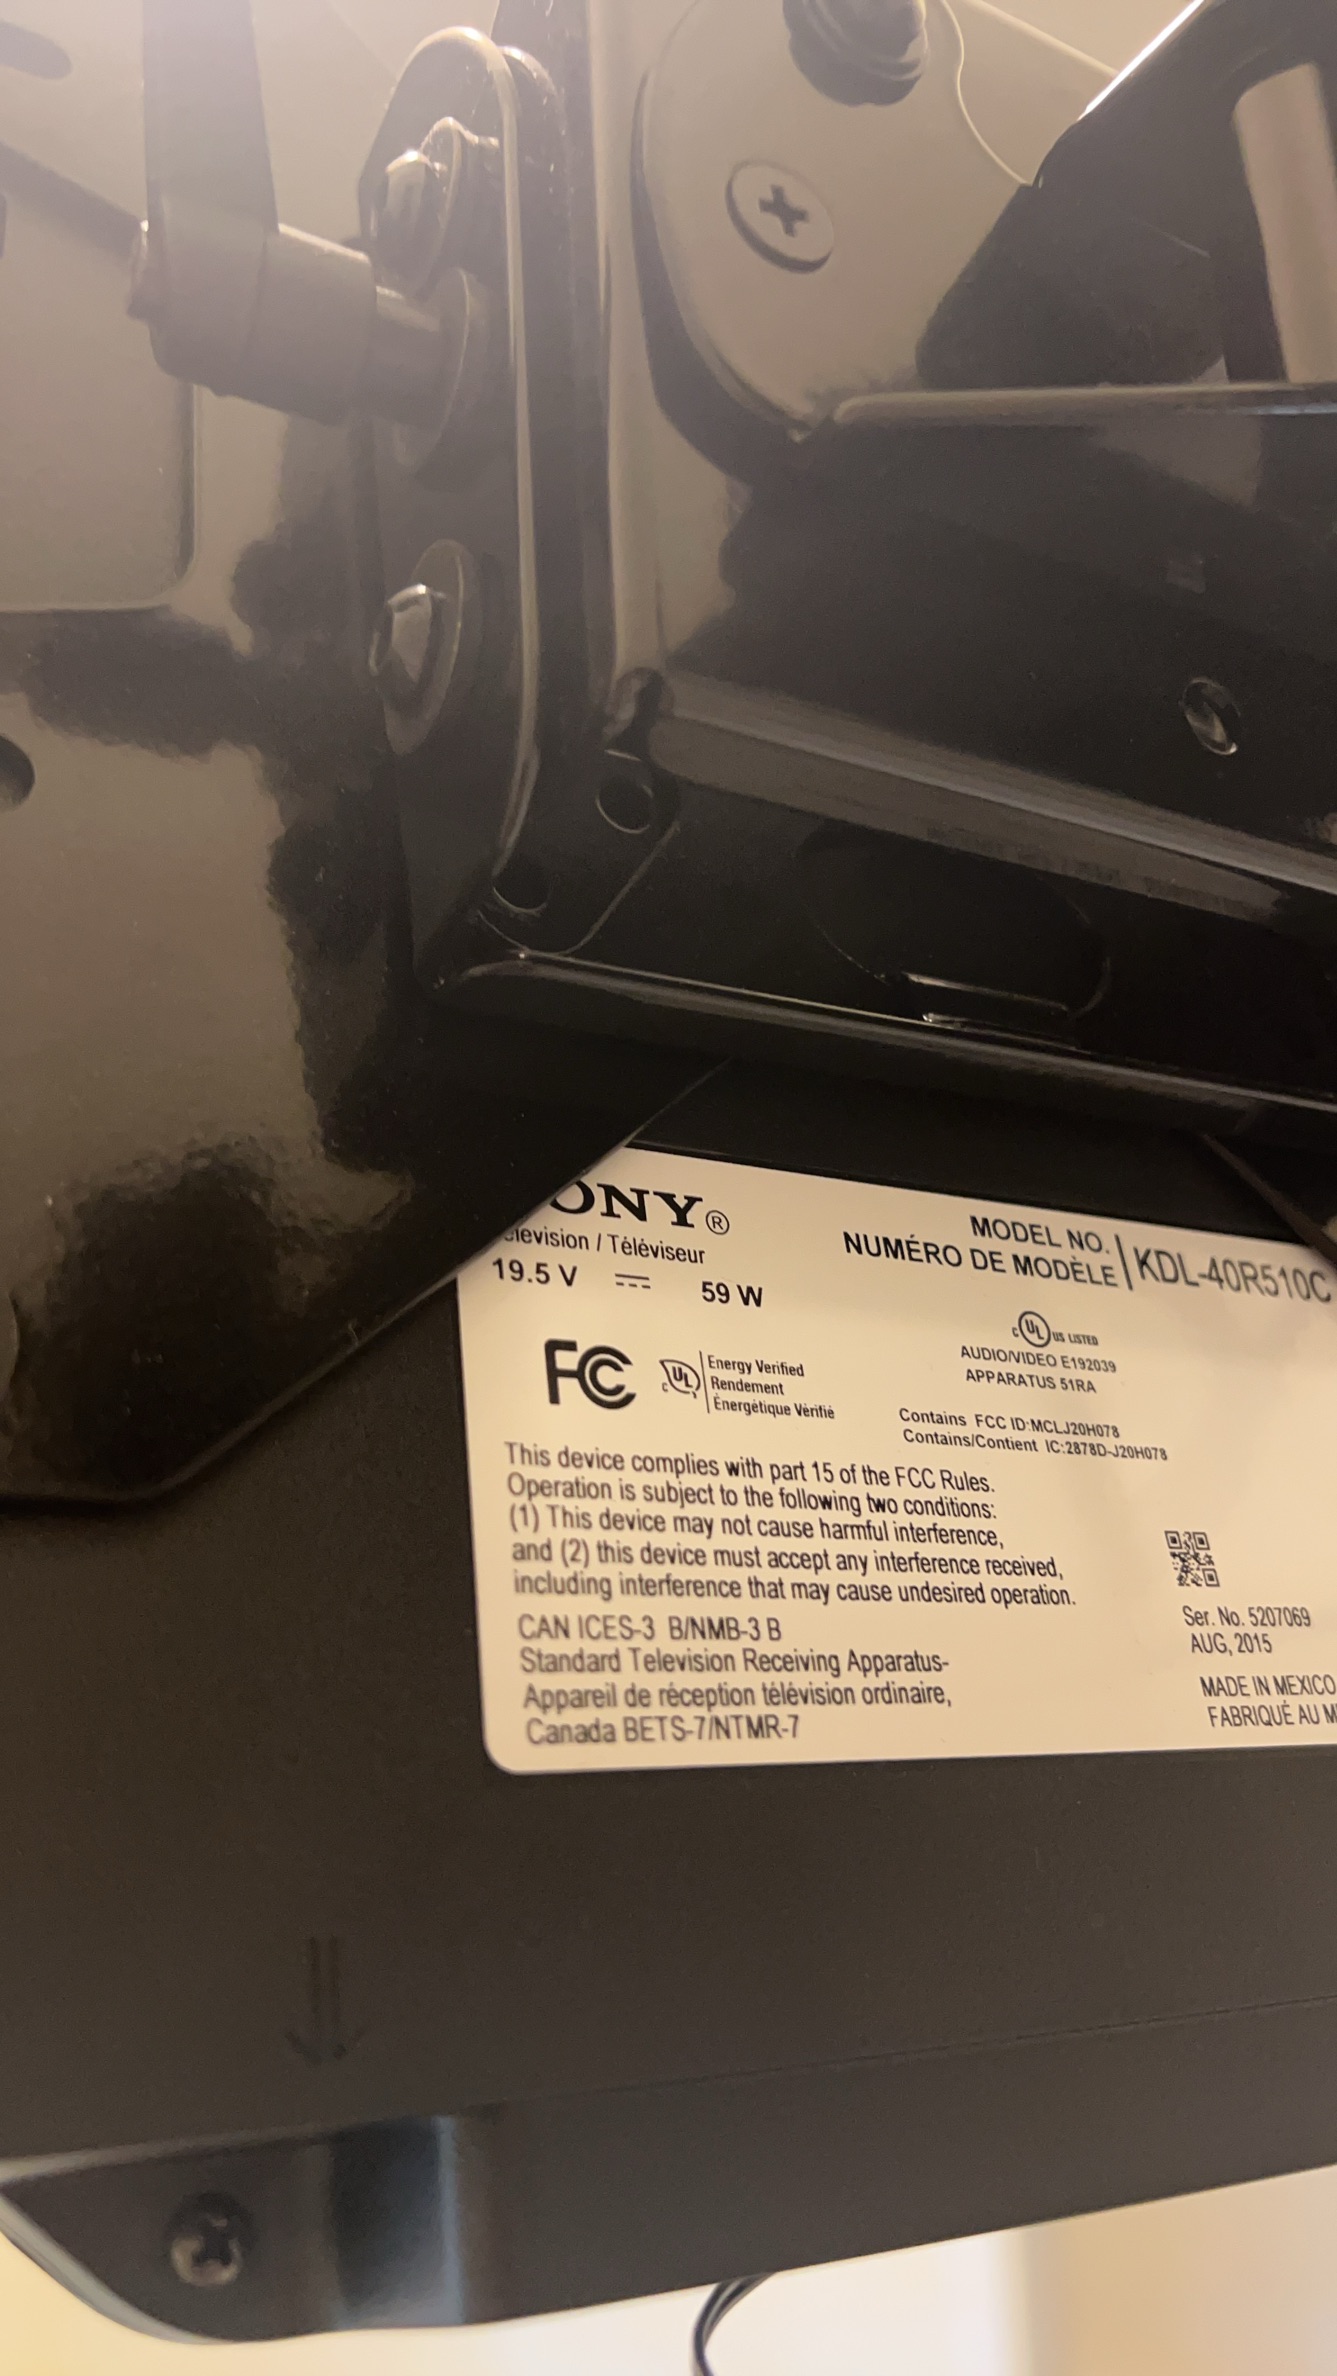 ONY®
elevision / Téléviseur
19.5 V ⎓ 59 W
MODEL NO.
NUMÉRO DE MODÈLE
KDL-40R510C
FC
c UL us LISTED
AUDIO/VIDEO E192039
APPARATUS 51RA
c UL
Energy Verified
Rendement
Énergétique Vérifié
Contains FCC ID:MCLJ20H078
Contains/Contient IC:2878D-J20H078
This device complies with part 15 of the FCC Rules.
Operation is subject to the following two conditions:
(1) This device may not cause harmful interference,
and (2) this device must accept any interference received,
including interference that may cause undesired operation.
CAN ICES-3 B/NMB-3 B
Standard Television Receiving Apparatus-
Appareil de réception télévision ordinaire,
Canada BETS-7/NTMR-7
Ser. No. 5207069
AUG, 2015
MADE IN MEXICO
FABRIQUÉ AU M